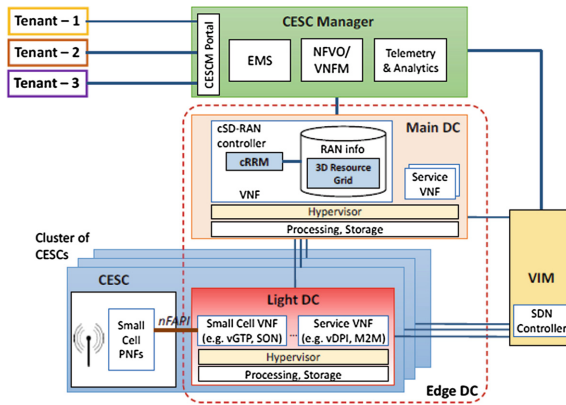 Tenant – 1
Tenant – 2
Tenant – 3
CESCM Portal
CESC Manager
EMS
NFVO/
VNFM
Telemetry
& Analytics
Main DC
cSD-RAN
controller
cRRM
VNF
RAN info
3D Resource
Grid
Service
VNF
Hypervisor
Processing, Storage
Cluster of
CESCs
CESC
Small
Cell
PNFs
nFAPI
Light DC
Small Cell VNF
(e.g. vGTP, SON)
...
Service VNF
(e.g. vDPI, M2M)
Hypervisor
Processing, Storage
Edge DC
VIM
SDN
Controller